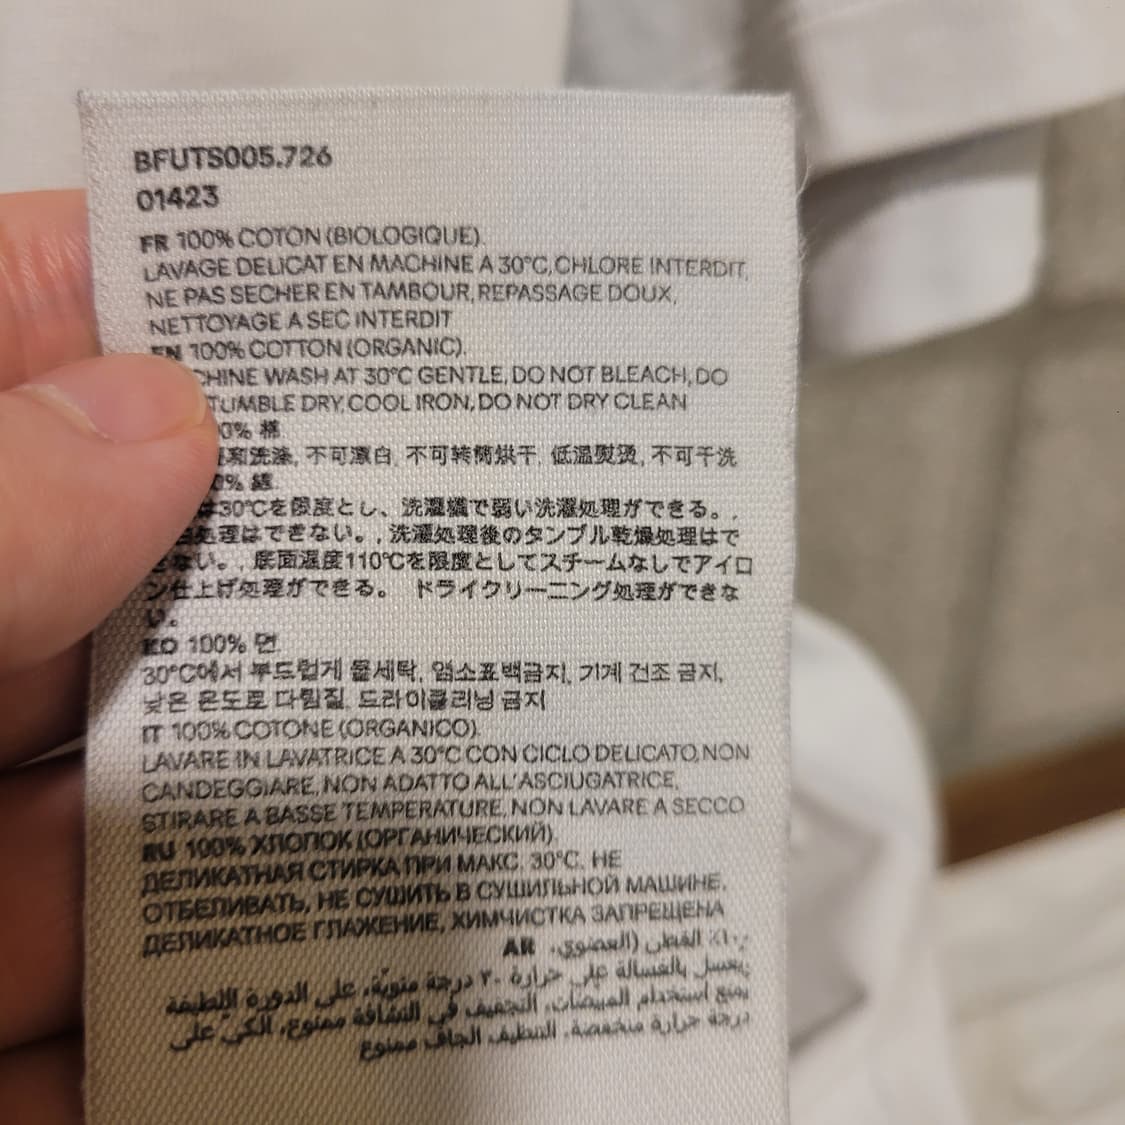 BFUTS005.726
01423
FR 100% COTON (BIOLOGIQUE).
LAVAGE DELICAT EN MACHINE A 30°C, CHLORE INTERDIT,
NE PAS SECHER EN TAMBOUR, REPASSAGE DOUX,
NETTOYAGE A SEC INTERDIT
EN 100% COTTON (ORGANIC).
CHINE WASH AT 30°C GENTLE, DO NOT BLEACH, DO
TUMBLE DRY, COOL IRON, DO NOT DRY CLEAN
0% 棉
和洗涤, 不可漂白, 不可转筒烘干, 低温熨烫, 不可干洗
0% 綿
は30℃を限度とし、洗濯機で弱い洗濯処理ができる。,
処理はできない。, 洗濯処理後のタンブル乾燥処理はで
きない。, 底面温度110℃を限度としてスチームなしでアイロ
ン仕上げ処理ができる。 ドライクリーニング処理ができな
い。
KO 100% 면.
30°C에서 부드럽게 물세탁, 염소표백금지, 기계 건조 금지,
낮은 온도로 다림질, 드라이클리닝 금지
IT 100% COTONE (ORGANICO).
LAVARE IN LAVATRICE A 30°C CON CICLO DELICATO, NON
CANDEGGIARE, NON ADATTO ALL'ASCIUGATRICE,
STIRARE A BASSE TEMPERATURE, NON LAVARE A SECCO
RU 100% ХЛОПОК (ОРГАНИЧЕСКИЙ).
ДЕЛИКАТНАЯ СТИРКА ПРИ МАКС. 30°C, НЕ
ОТБЕЛИВАТЬ, НЕ СУШИТЬ В СУШИЛЬНОЙ МАШИНЕ,
ДЕЛИКАТНОЕ ГЛАЖЕНИЕ, ХИМЧИСТКА ЗАПРЕЩЕНА
AR ١٠٠٪ القطن (العضوي).
يغسل بالغسالة على حرارة ٣٠ درجة مئوية، على الدورة اللطيفة
يمنع استخدام المبيضات، التجفيف في النشافة ممنوع، الكي على
درجة حرارة منخفضة، التنظيف الجاف ممنوع